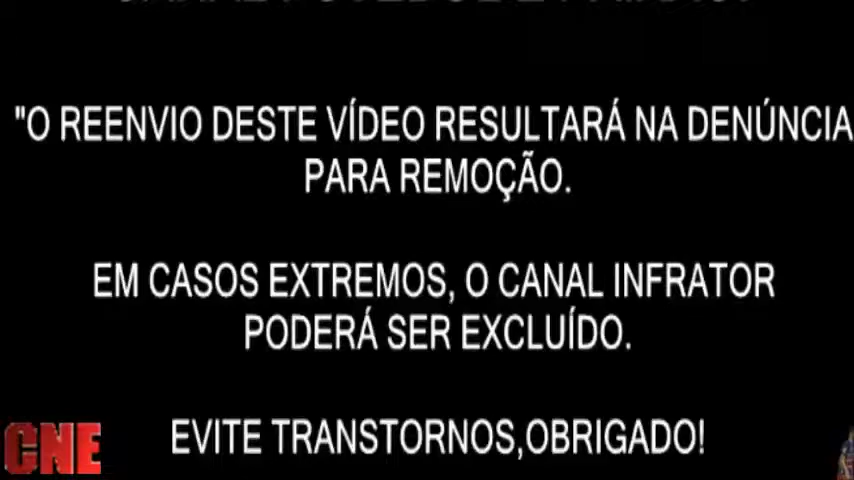 "O REENVIO DESTE VÍDEO RESULTARÁ NA DENÚNCIA
PARA REMOÇÃO.
EM CASOS EXTREMOS, O CANAL INFRATOR
PODERÁ SER EXCLUÍDO.
EVITE TRANSTORNOS,OBRIGADO!
CNE